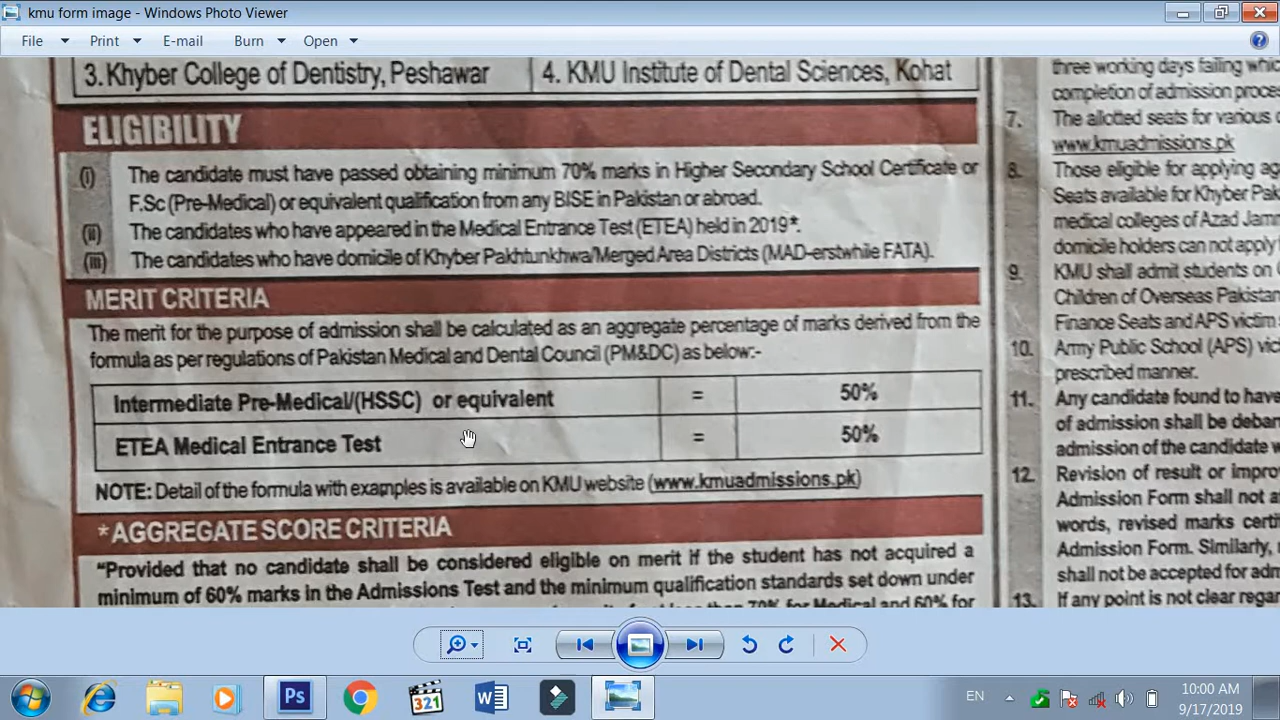 kmu form image - Windows Photo Viewer
File Print E-mail Burn Open
3. Khyber College of Dentistry, Peshawar 4. KMU Institute of Dental Sciences, Kohat
ELIGIBILITY
(i) The candidate must have passed obtaining minimum 70% marks in Higher Secondary School Certificate or
F.Sc (Pre-Medical) or equivalent qualification from any BISE in Pakistan or abroad.
(ii) The candidates who have appeared in the Medical Entrance Test (ETEA) held in 2019*.
(iii) The candidates who have domicile of Khyber Pakhtunkhwa/Merged Area Districts (MAD-erstwhile FATA).
MERIT CRITERIA
The merit for the purpose of admission shall be calculated as an aggregate percentage of marks derived from the
formula as per regulations of Pakistan Medical and Dental Council (PM&DC) as below:-
Intermediate Pre-Medical/(HSSC) or equivalent = 50%
ETEA Medical Entrance Test = 50%
NOTE: Detail of the formula with examples is available on KMU website (www.kmuadmissions.pk)
*AGGREGATE SCORE CRITERIA
"Provided that no candidate shall be considered eligible on merit if the student has not acquired a
minimum of 60% marks in the Admissions Test and the minimum qualification standards set down under
than 70% for Medical and 60% for
three working days failing which
completion of admission
7. The allotted seats for various
www.kmuadmissions.pk
8. Those eligible for applying
Seats available for Khyber
medical colleges of Azad
domicile holders can not apply
9. KMU shall admit students on
Children of Overseas
Finance Seats and APS victim
10. Army Public School (APS)
prescribed manner.
11. Any candidate found to have
of admission shall be
admission of the candidate
12. Revision of result or
Admission Form shall not
words, revised marks
Admission Form. Similarly,
shall not be accepted for
13. If any point is not clear
Ps
321
EN
10:00 AM
9/17/2019